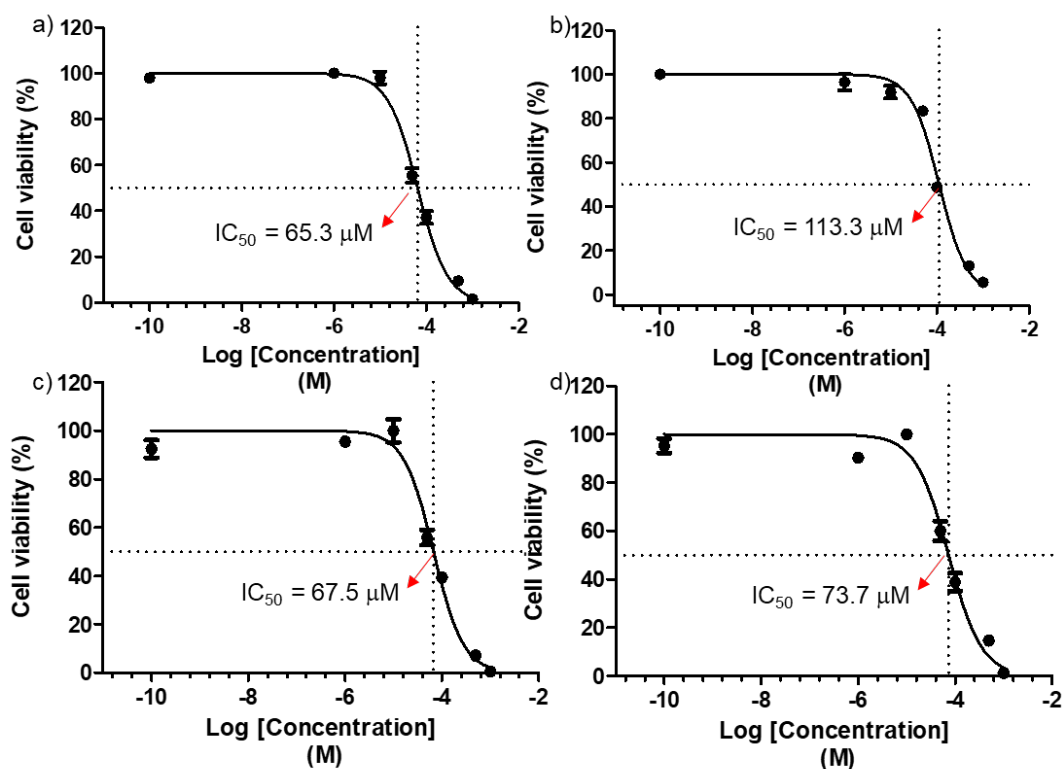 a)
120
100
80
60
40
20
0
Cell viability (%)
IC50 = 65.3 μM
-10 -8 -6 -4 -2
Log [Concentration]
(M)
b)
120
100
80
60
40
20
0
Cell viability (%)
IC50 = 113.3 μM
-10 -8 -6 -4 -2
Log [Concentration]
(M)
c)
120
100
80
60
40
20
0
Cell viability (%)
IC50 = 67.5 μM
-10 -8 -6 -4 -2
Log [Concentration]
(M)
d)
120
100
80
60
40
20
0
Cell viability (%)
IC50 = 73.7 μM
-10 -8 -6 -4 -2
Log [Concentration]
(M)